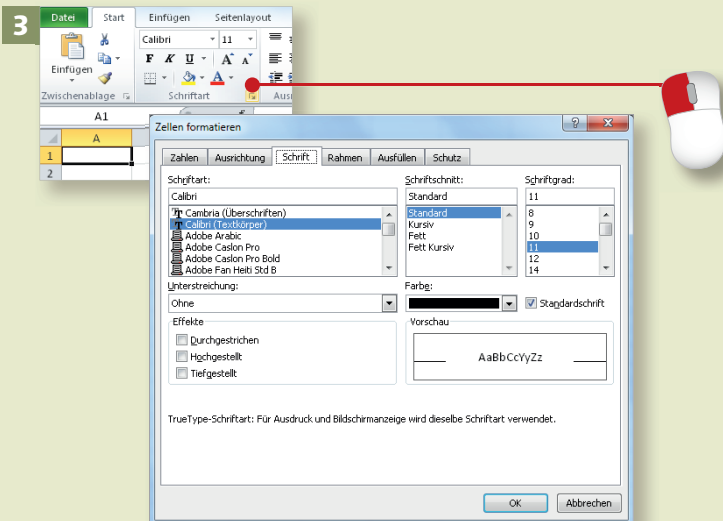 3
Datei Start Einfügen Seitenlayout
Calibri 11
Einfügen
F K U A A
A
Zwischenablage Schriftart
A1
A
1
2
Zellen formatieren
Zahlen Ausrichtung Schrift Rahmen Ausfüllen Schutz
Schriftart: Schriftschnitt: Schriftgrad:
Calibri Standard 11
Cambria (Überschriften) Standard 8
Calibri (Textkörper) Kursiv 9
Adobe Arabic Fett 10
Adobe Caslon Pro Fett Kursiv 11
Adobe Caslon Pro Bold 12
Adobe Fan Heiti Std B 14
Unterstreichung: Farbe:
Ohne Standardschrift
Effekte Vorschau
Durchgestrichen
Hochgestellt
Tiefgestellt
AaBbCcYyZz
TrueType-Schriftart: Für Ausdruck und Bildschirmanzeige wird dieselbe Schriftart verwendet.
OK Abbrechen